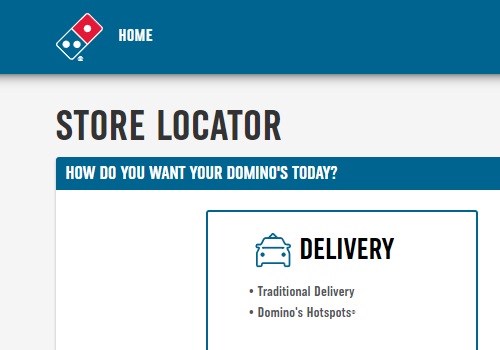 HOME
STORE LOCATOR
HOW DO YOU WANT YOUR DOMINO'S TODAY?
DELIVERY
• Traditional Delivery
• Domino's Hotspots®